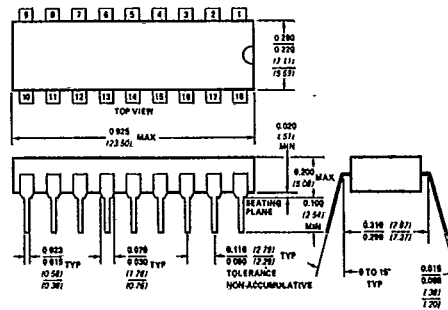 9 8 7 6 5 4 3 2 1
10 11 12 13 14 15 16 17 18
TOP VIEW
0.280
0.220
(7.11)
(5.59)
0.925 MAX
(23.50)
0.020
(.51)
MIN
0.200 MAX
(5.08)
SEATING
PLANE
0.100
(2.54)
MIN
0.023
0.015 TYP
(0.58)
(0.38)
0.070
0.030 TYP
(1.78)
(0.76)
0.110 (2.79) TYP
0.090 (2.29)
TOLERANCE
NON-ACCUMULATIVE
0.310 (7.87)
0.290 (7.37)
0 TO 15°
TYP
0.015
0.008
(.38)
(.20)